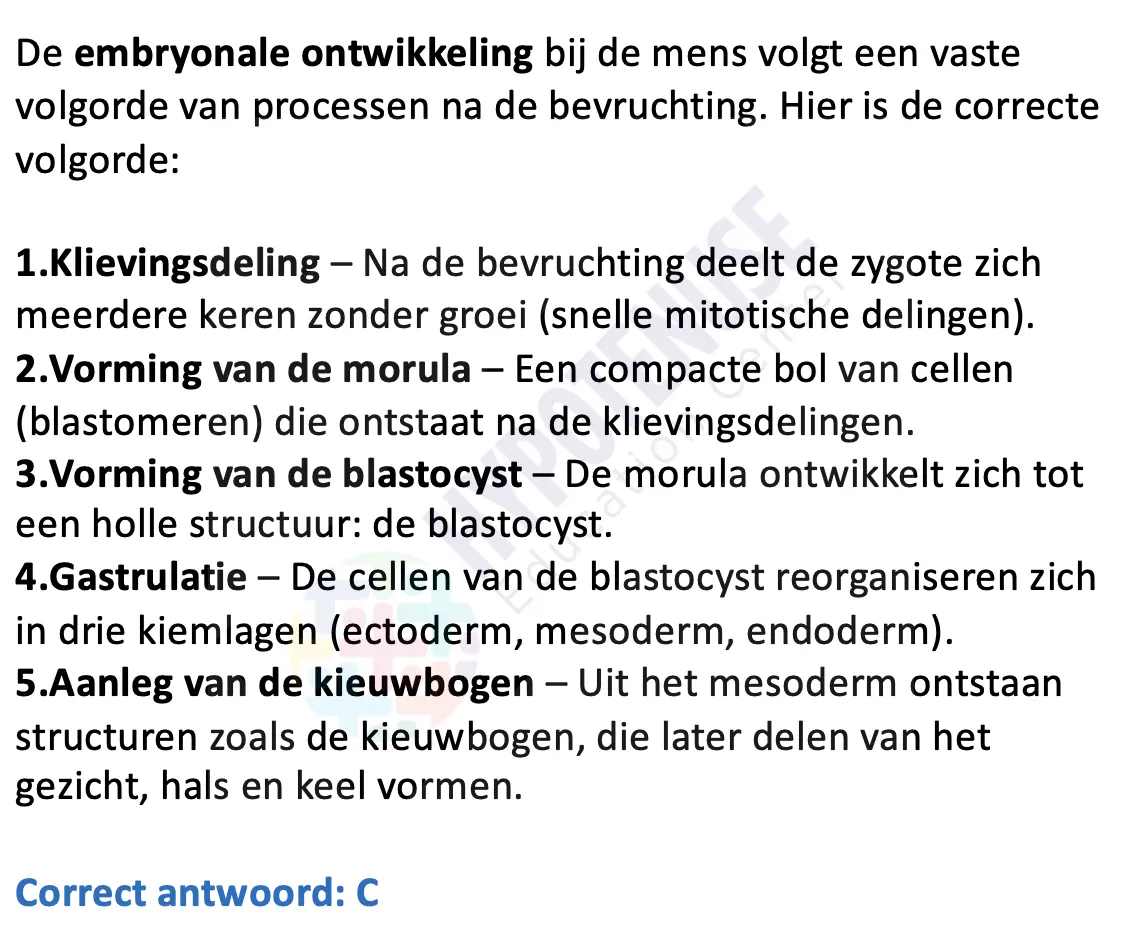 De embryonale ontwikkeling bij de mens volgt een vaste
volgorde van processen na de bevruchting. Hier is de correcte
volgorde:
1.Klievingsdeling – Na de bevruchting deelt de zygote zich
meerdere keren zonder groei (snelle mitotische delingen).
2.Vorming van de morula – Een compacte bol van cellen
(blastomeren) die ontstaat na de klievingsdelingen.
3.Vorming van de blastocyst – De morula ontwikkelt zich tot
een holle structuur: de blastocyst.
4.Gastrulatie – De cellen van de blastocyst reorganiseren zich
in drie kiemlagen (ectoderm, mesoderm, endoderm).
5.Aanleg van de kieuwbogen – Uit het mesoderm ontstaan
structuren zoals de kieuwbogen, die later delen van het
gezicht, hals en keel vormen.
Correct antwoord: C
HYPOTENUSE
Education Center